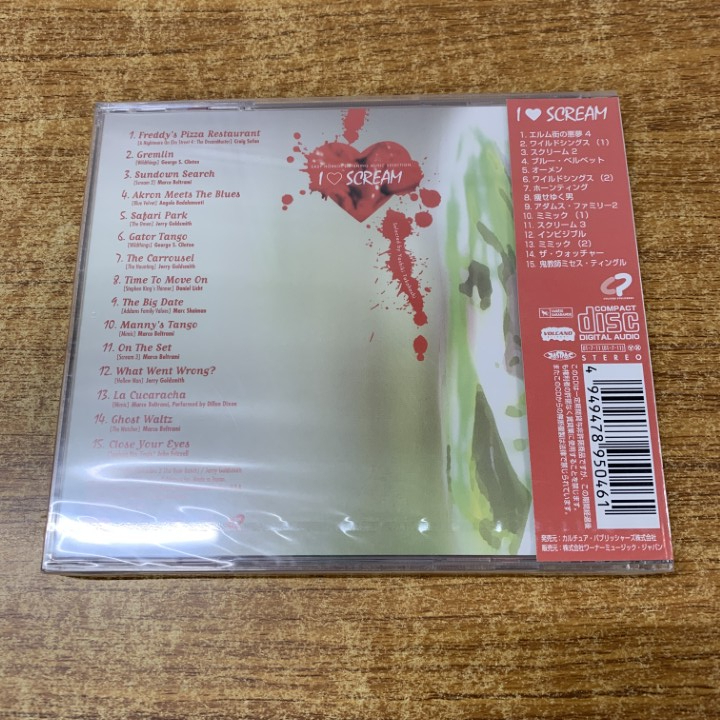 1. Freddy's Pizza Restaurant
(A Nightmare On Elm Street 4: The DreamMaster) Craig Safan
2. Gremlin
(Wildthings) George S. Clinton
3. Sundown Search
(Scream 2) Marco Beltrami
4. Akron Meets The Blues
(Blue Velvet) Angelo Badalamenti
5. Safari Park
(The Omen) Jerry Goldsmith
6. Gator Tango
(Wildthings) George S. Clinton
7. The Carrousel
(The Haunting) Jerry Goldsmith
8. Time To Move On
(Stephen King's Thinner) Daniel Licht
9. The Big Date
(Addams Family Values) Marc Shaiman
10. Manny's Tango
(Mimic) Marco Beltrami
11. On The Set
(Scream 3) Marco Beltrami
12. What Went Wrong?
(Hollow Man) Jerry Goldsmith
13. La Cucaracha
(Mimic) Marco Beltrami, Performed by Dillon Dixon
14. Ghost Waltz
(The Watcher) Marco Beltrami
15. Close Your Eyes
I ♡ SCREAM
Selected by Yoshiki Takahashi
I ♥ SCREAM
1. エルム街の悪夢 4
2. ワイルドシングス (1)
3. スクリーム 2
4. ブルー・ベルベット
5. オーメン
6. ワイルドシングス (2)
7. ホーンティング
8. 痩せゆく男
9. アダムス・ファミリー2
10. ミミック (1)
11. スクリーム 3
12. インビジブル
13. ミミック (2)
14. ザ・ウォッチャー
15. 鬼教師ミセス・ティングル
VOLCANO
COMPACT
disc
DIGITAL AUDIO
STEREO
4 949478 950461
発売元：カルチュア・パブリッシャーズ株式会社
販売元：株式会社ワーナーミュージック・ジャパン